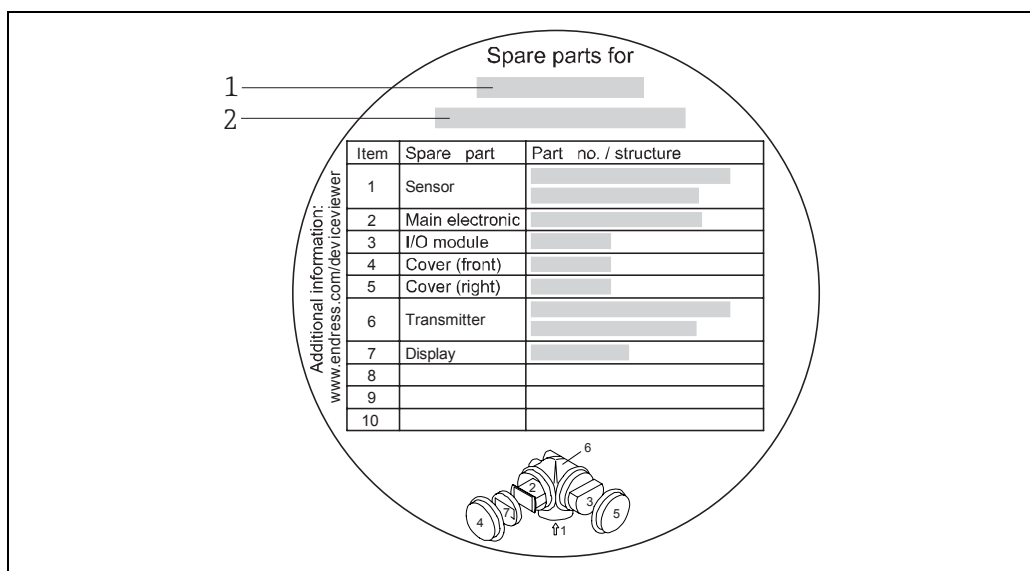 Spare parts for
1
2
Item Spare part Part no. / structure
1 Sensor
2 Main electronic
3 I/O module
4 Cover (front)
5 Cover (right)
6 Transmitter
7 Display
8
9
10
Additional information:
www.endress.com/deviceviewer
6
2
3
7
4
5
1